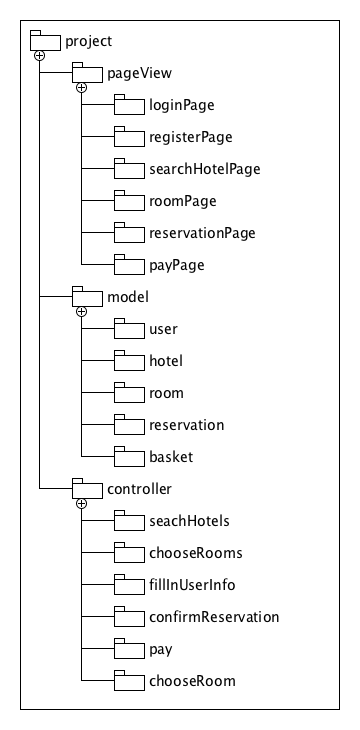 project
pageView
loginPage
registerPage
searchHotelPage
roomPage
reservationPage
payPage
model
user
hotel
room
reservation
basket
controller
seachHotels
chooseRooms
fillInUserInfo
confirmReservation
pay
chooseRoom